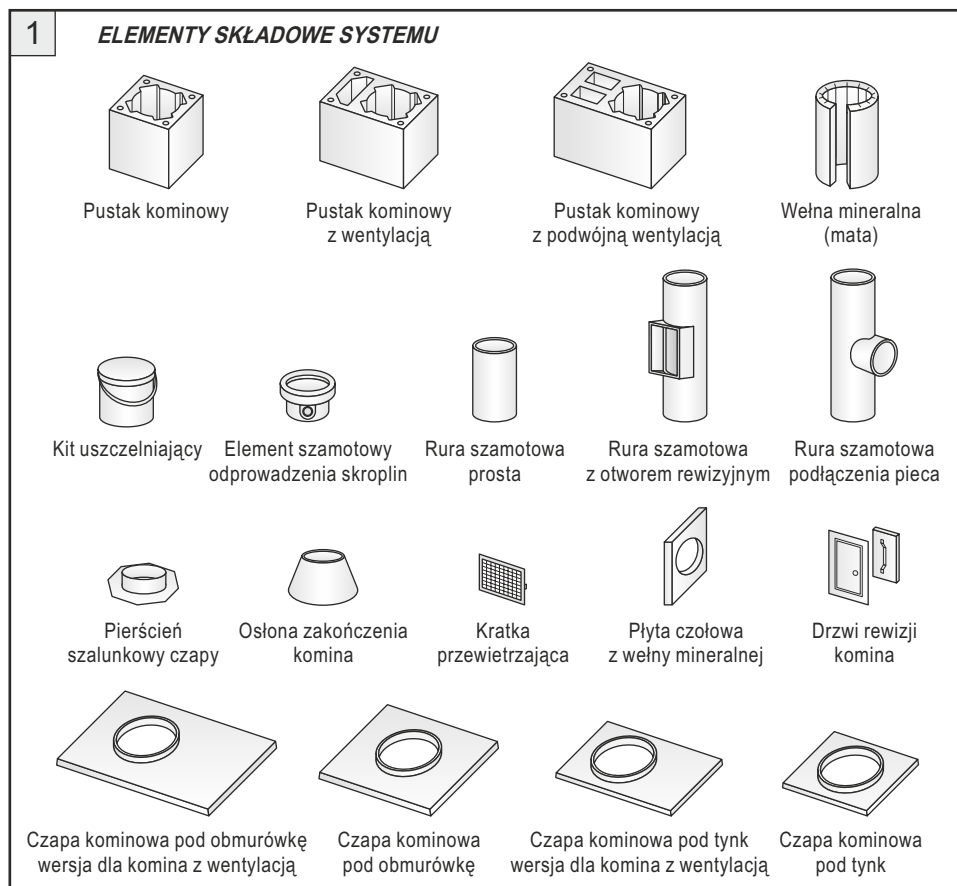 1
ELEMENTY SKŁADOWE SYSTEMU
Pustak kominowy
Pustak kominowy
z wentylacją
Pustak kominowy
z podwójną wentylacją
Wełna mineralna
(mata)
Kit uszczelniający
Element szamotowy
odprowadzenia skroplin
Rura szamotowa
prosta
Rura szamotowa
z otworem rewizyjnym
Rura szamotowa
podłączenia pieca
Pierścień
szalunkowy czapy
Osłona zakończenia
komina
Kratka
przewietrzająca
Płyta czołowa
z wełny mineralnej
Drzwi rewizji
komina
Czapa kominowa pod obmurówkę
wersja dla komina z wentylacją
Czapa kominowa
pod obmurówkę
Czapa kominowa pod tynk
wersja dla komina z wentylacją
Czapa kominowa
pod tynk